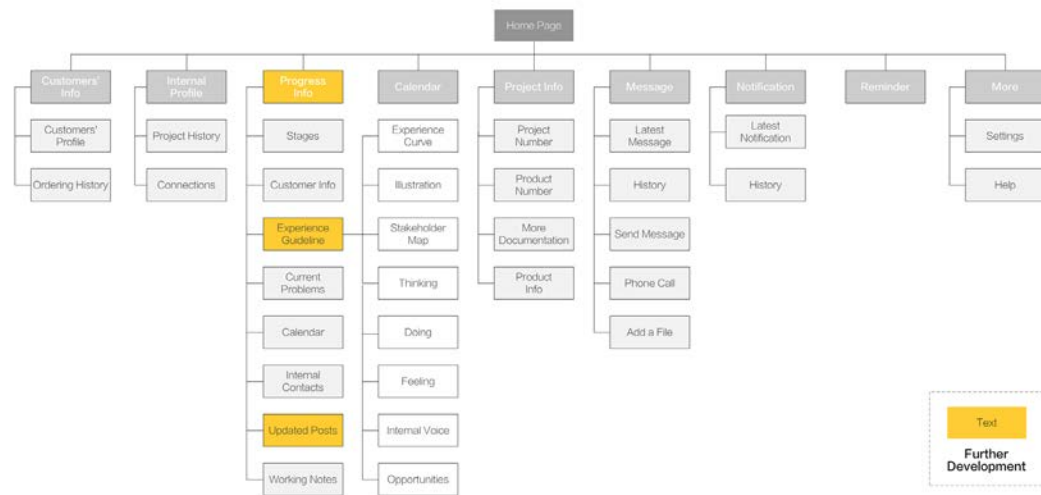 Home Page
Customers'
Info
Internal
Profile
Progress
Info
Calendar
Project Info
Message
Notification
Reminder
More
Customers'
Profile
Ordering History
Project History
Connections
Stages
Customer Info
Experience
Guideline
Current
Problems
Calendar
Internal
Contacts
Updated Posts
Working Notes
Experience
Curve
Illustration
Stakeholder
Map
Thinking
Doing
Feeling
Internal Voice
Opportunities
Project
Number
Product
Number
More
Documentation
Product
Info
Latest
Message
History
Send Message
Phone Call
Add a File
Latest
Notification
History
Settings
Help
Text
Further
Development